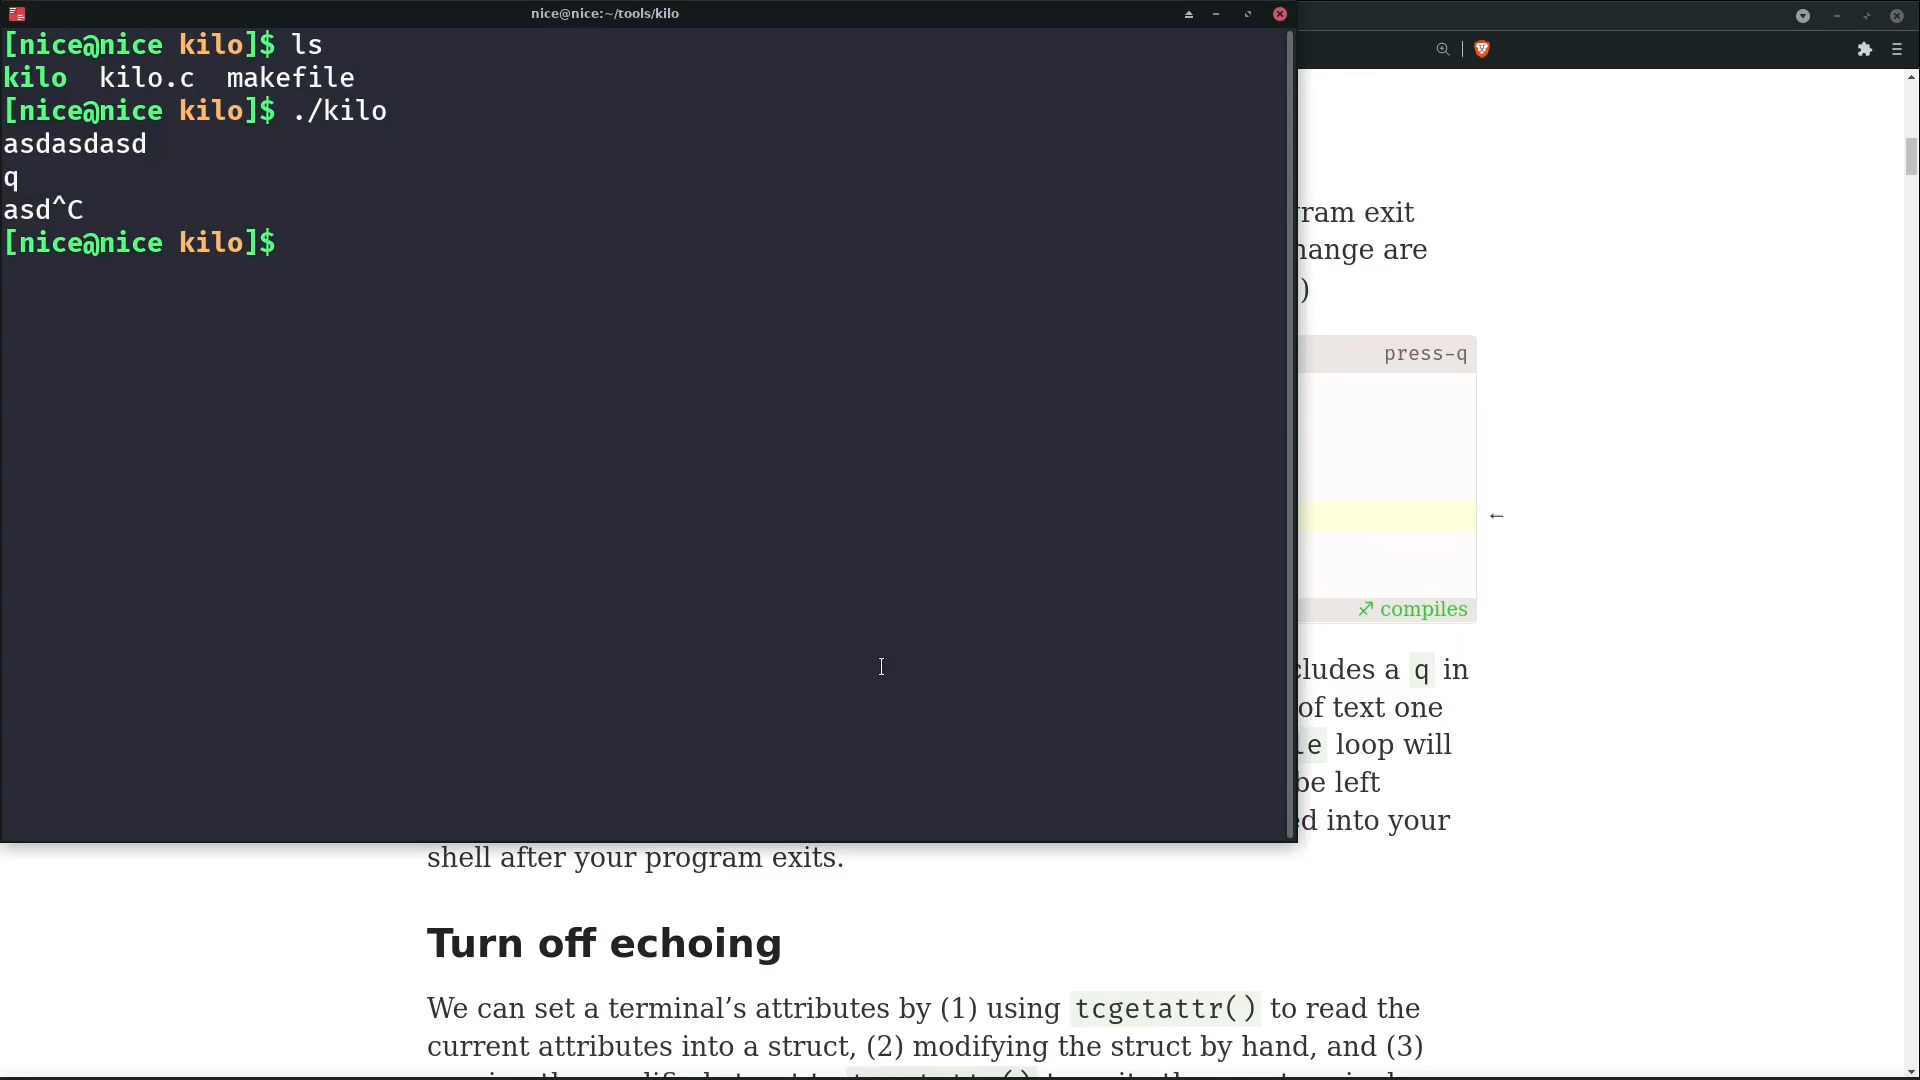 nice@nice:~/tools/kilo
[nice@nice kilo]$ ls
kilo  kilo.c  makefile
[nice@nice kilo]$ ./kilo
asdasdasd
q
asd^C
[nice@nice kilo]$
exit
are
)
press-q
←
compiles
a q in
of text one
loop will
be left
into your
shell after your program exits.
Turn off echoing
We can set a terminal’s attributes by (1) using tcgetattr() to read the
current attributes into a struct, (2) modifying the struct by hand, and (3)